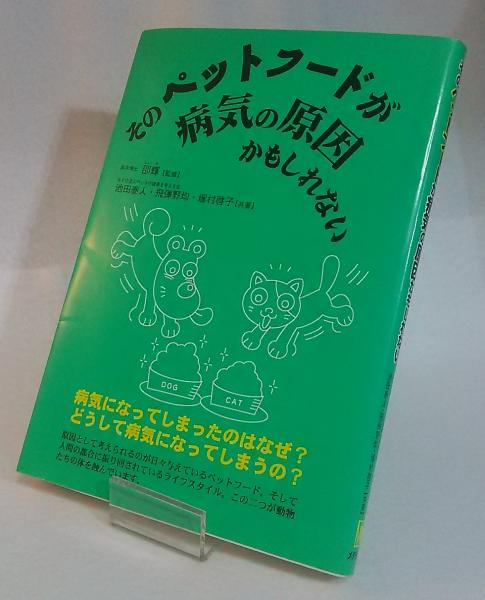 そのペットフードが
病気の原因
かもしれない
邵輝[監修]
池田泰人・飛弾野均・塚村啓子[共著]
DOG
CAT
病気になってしまったのはなぜ?
どうして病気になってしまうの?
原因として考えられるのが日々与えているペットフード。そして
人間の都合に振り回されているライフスタイル。この二つが動物
たちの体を蝕んでいます。